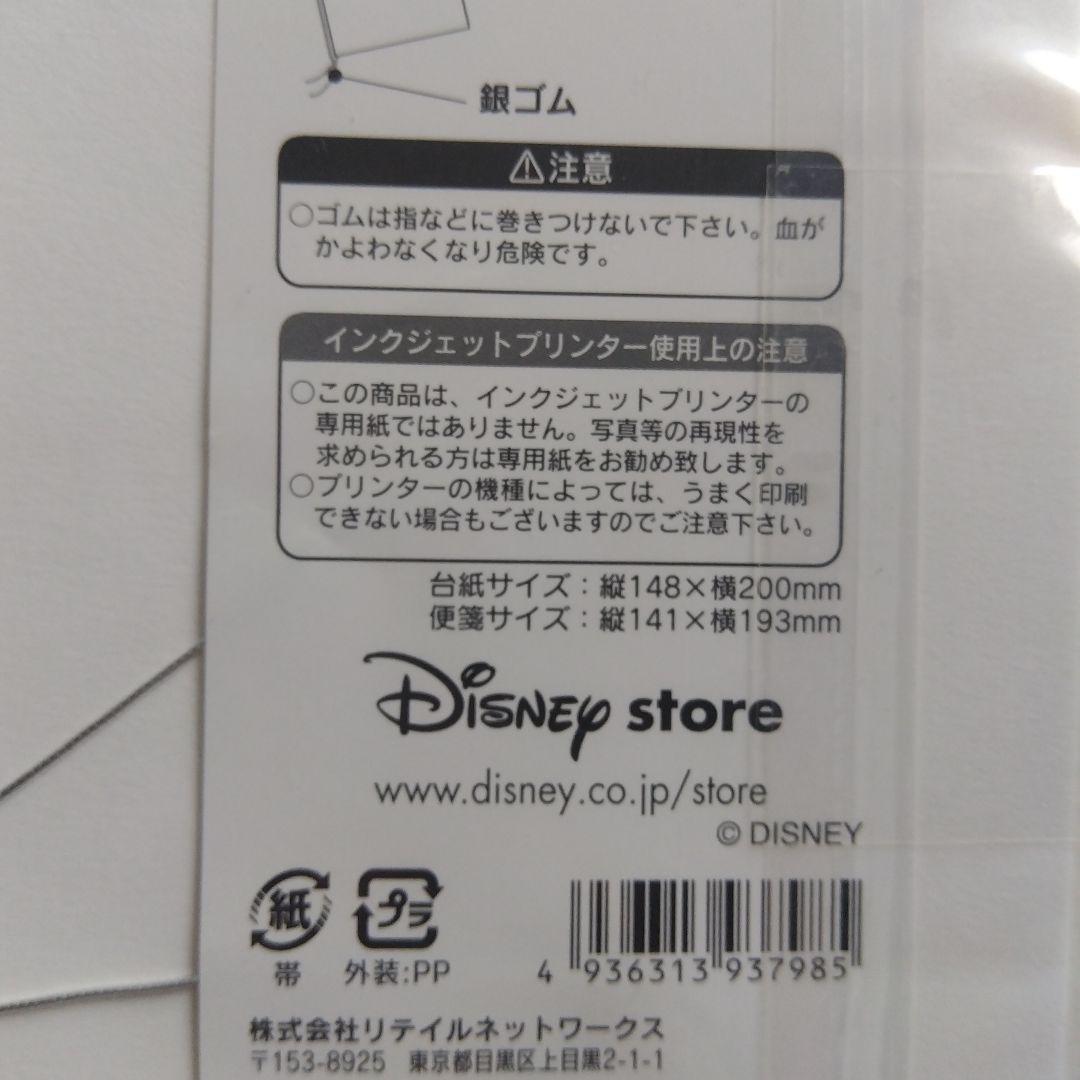 銀ゴム
⚠注意
○ゴムは指などに巻きつけないで下さい。血が
かよわなくなり危険です。
インクジェットプリンター使用上の注意
○この商品は、インクジェットプリンターの
専用紙ではありません。写真等の再現性を
求められる方は専用紙をお勧め致します。
○プリンターの機種によっては、うまく印刷
できない場合もございますのでご注意下さい。
台紙サイズ：縦148×横200mm
便箋サイズ：縦141×横193mm
Disney store
www.disney.co.jp/store
© DISNEY
紙 プラ
帯 外装:PP
4 936313 937985
株式会社リテイルネットワークス
〒153-8925 東京都目黒区上目黒2-1-1